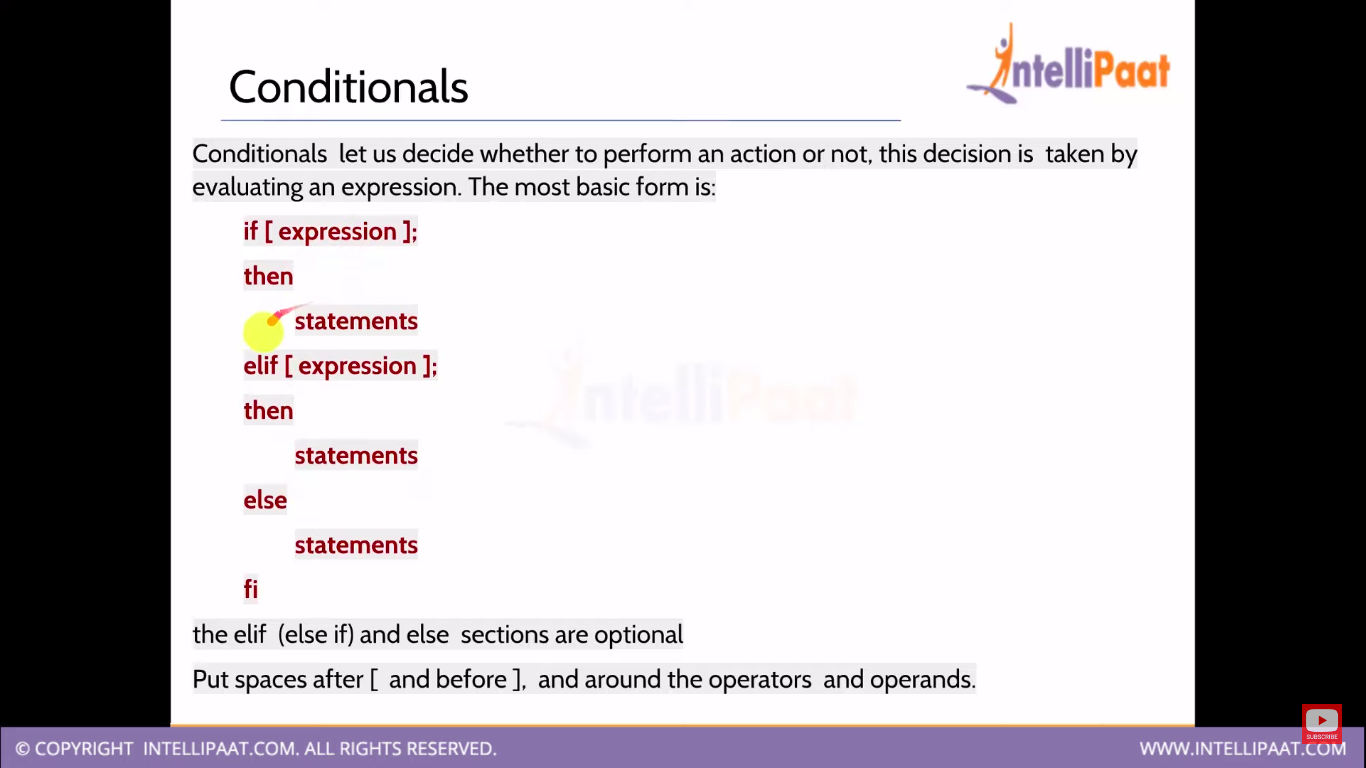 IntelliPaat
Conditionals
Conditionals let us decide whether to perform an action or not, this decision is taken by
evaluating an expression. The most basic form is:
if [ expression ];
then
statements
elif [ expression ];
then
statements
else
statements
fi
IntelliPaat
the elif (else if) and else sections are optional
Put spaces after [ and before ], and around the operators and operands.
SUBSCRIBE
© COPYRIGHT INTELLIPAAT.COM. ALL RIGHTS RESERVED.
WWW.INTELLIPAAT.COM